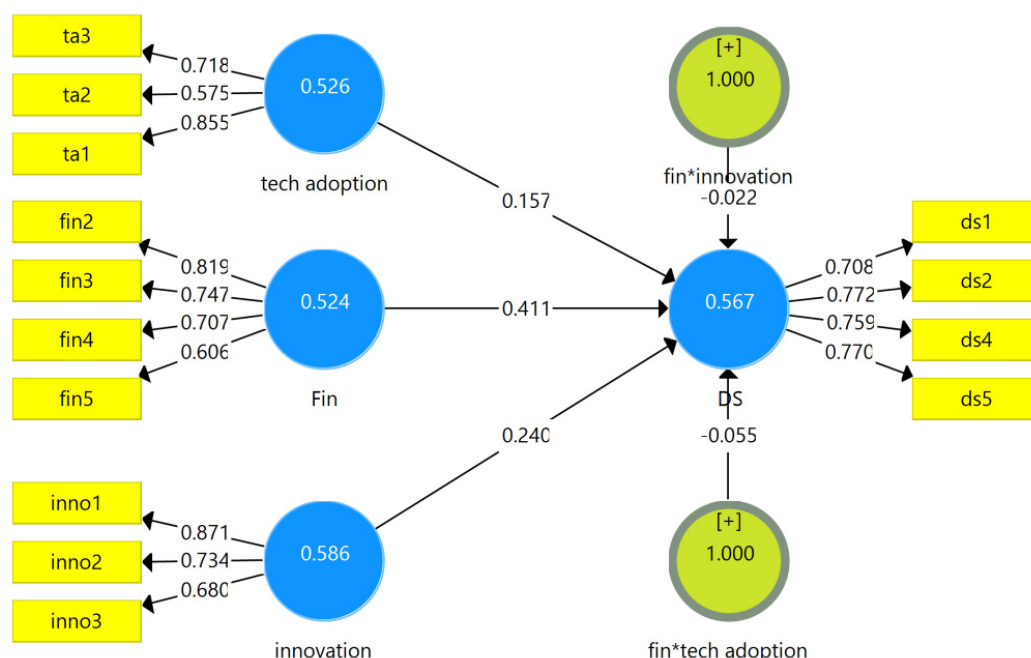 ta3
ta2
ta1
0.718
0.575
0.855
0.526
tech adoption
[+]
1.000
fin*innovation
0.157
-0.022
fin2
fin3
fin4
fin5
0.819
0.747
0.707
0.606
0.524
Fin
0.411
0.567
DS
0.708
0.772
0.759
0.770
ds1
ds2
ds4
ds5
0.240
-0.055
inno1
inno2
inno3
0.871
0.734
0.680
0.586
innovation
[+]
1.000
fin*tech adoption